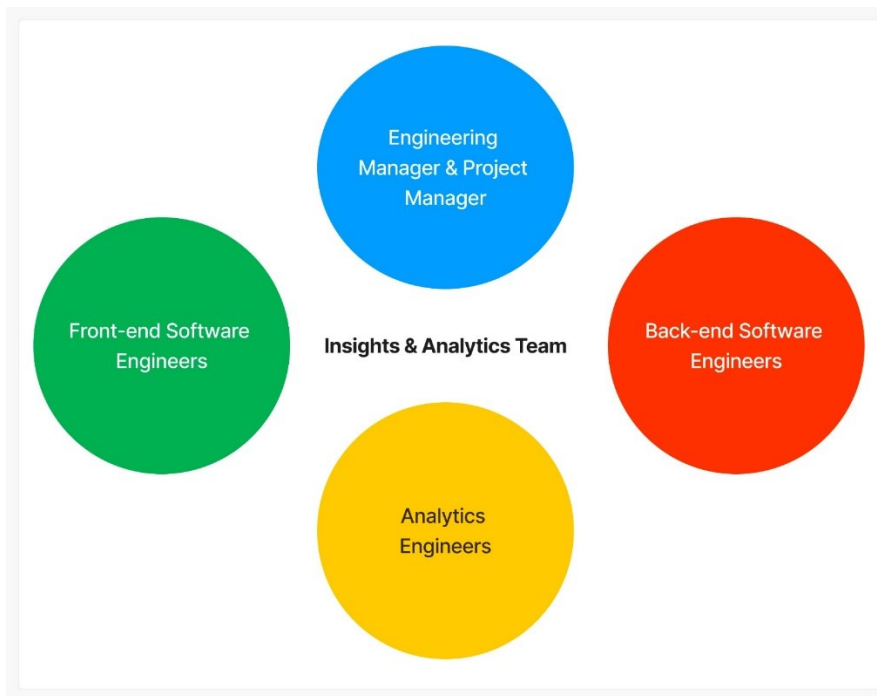 Engineering
Manager & Project
Manager
Front-end Software
Engineers
Insights & Analytics Team
Back-end Software
Engineers
Analytics
Engineers